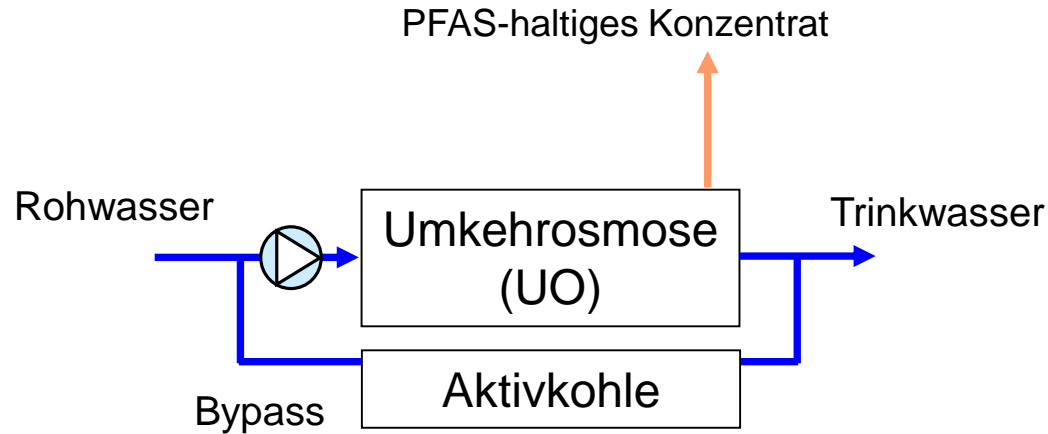 PFAS-haltiges Konzentrat
Rohwasser
Umkehrosmose
(UO)
Trinkwasser
Aktivkohle
Bypass